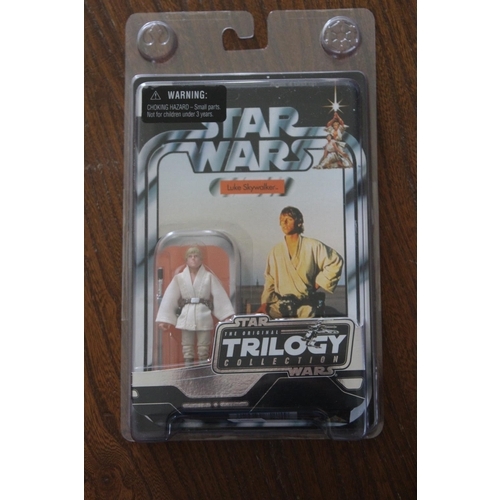 WARNING:
CHOKING HAZARD – Small parts.
Not for children under 3 years.
STAR
WARS
Luke Skywalker
STAR
THE ORIGINAL
TRILOGY
COLLECTION
WARS